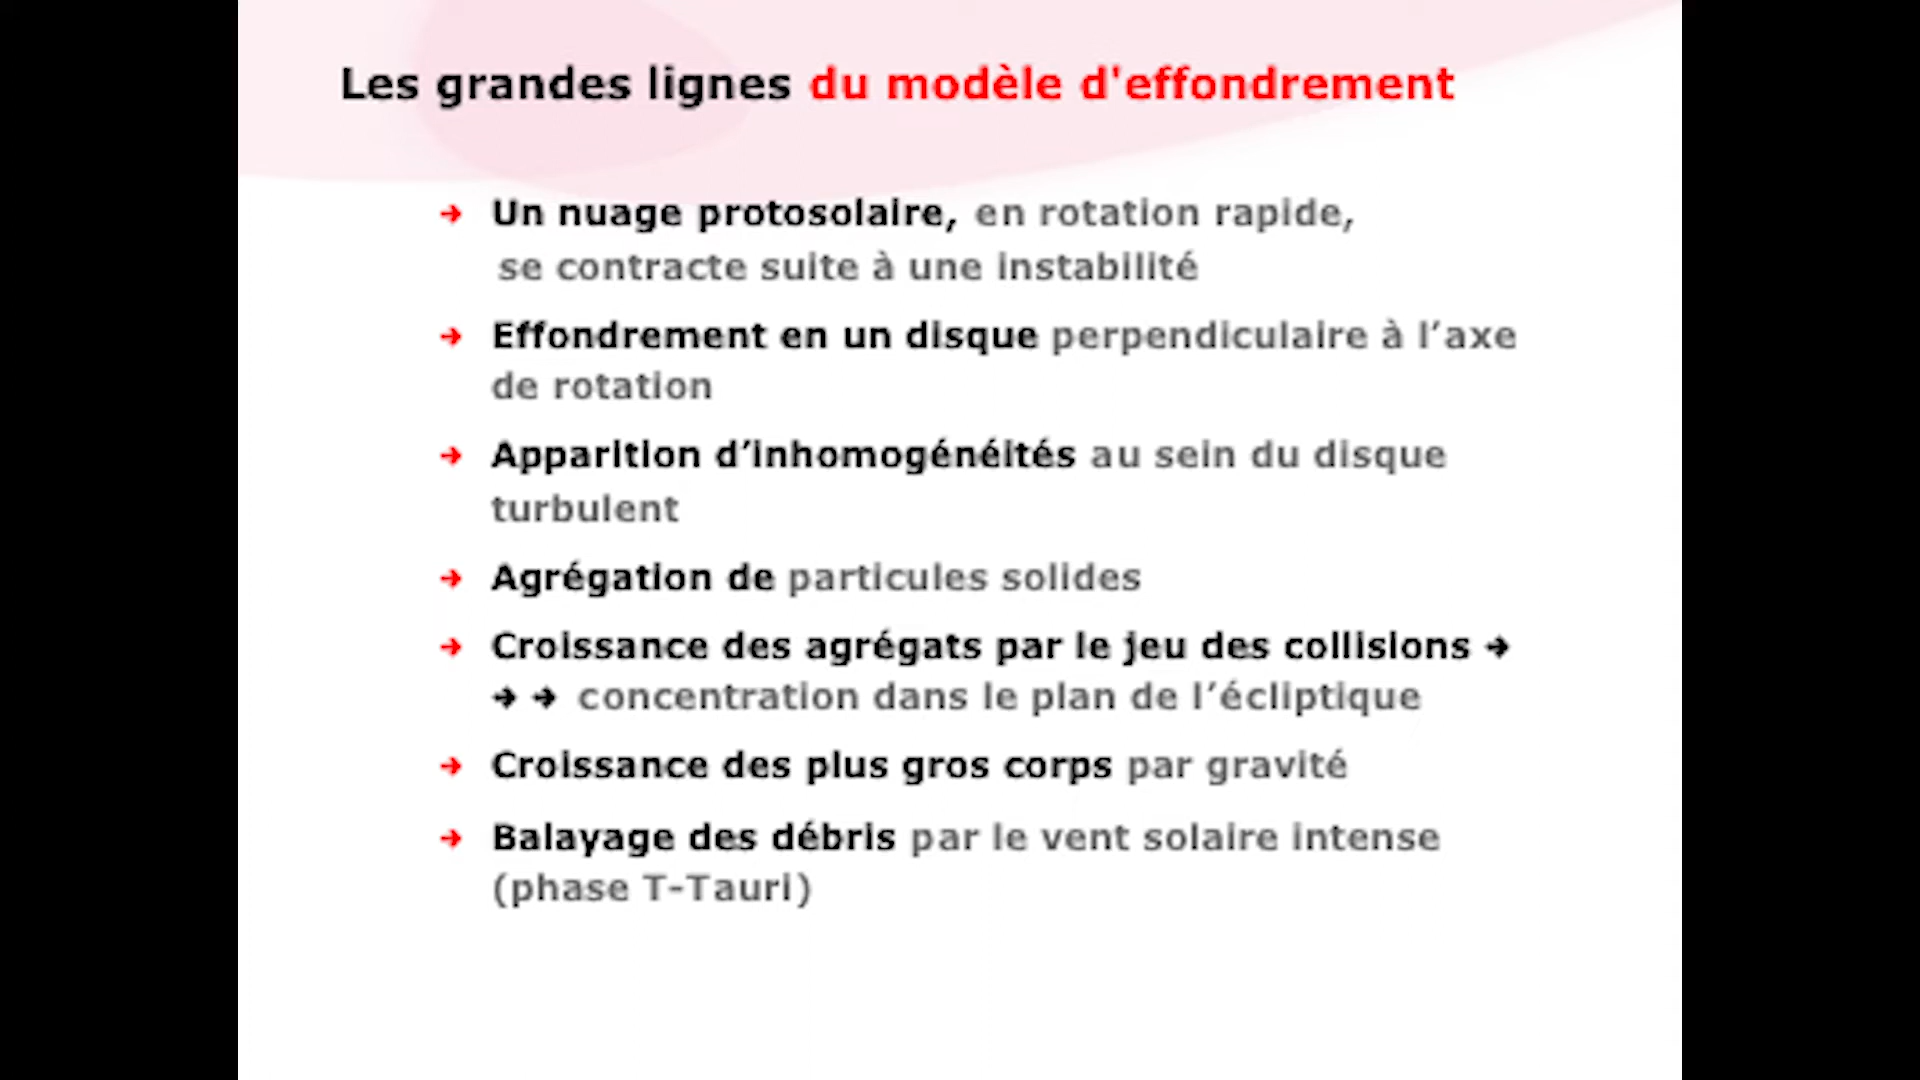 Les grandes lignes du modèle d'effondrement
→ Un nuage protosolaire, en rotation rapide,
se contracte suite à une instabilité
→ Effondrement en un disque perpendiculaire à l’axe
de rotation
→ Apparition d’inhomogénéités au sein du disque
turbulent
→ Agrégation de particules solides
→ Croissance des agrégats par le jeu des collisions →
→ → concentration dans le plan de l’écliptique
→ Croissance des plus gros corps par gravité
→ Balayage des débris par le vent solaire intense
(phase T-Tauri)